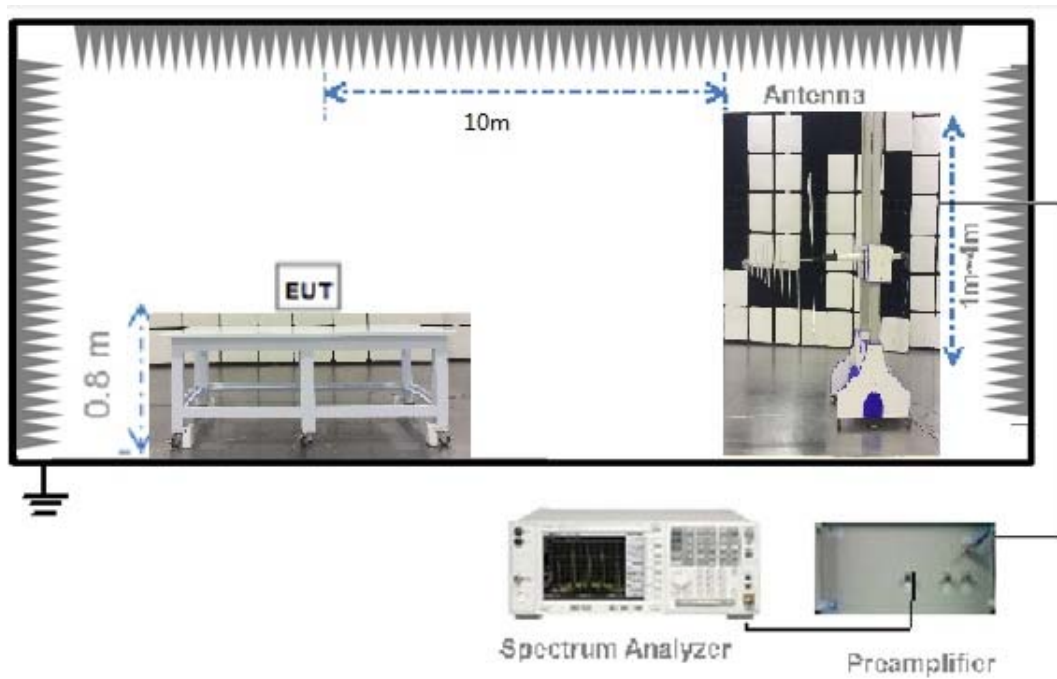 Antenna
10m
1m~4m
EUT
0.8 m
Spectrum Analyzer
Preamplifier